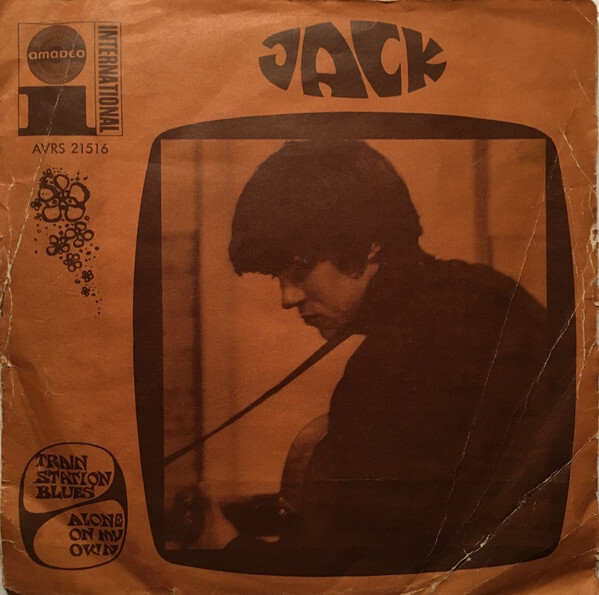 JACK
amadeo
INTERNATIONAL
AVRS 21516
TRAIN
STATION
BLUES
ALONE
ON MY
OWN